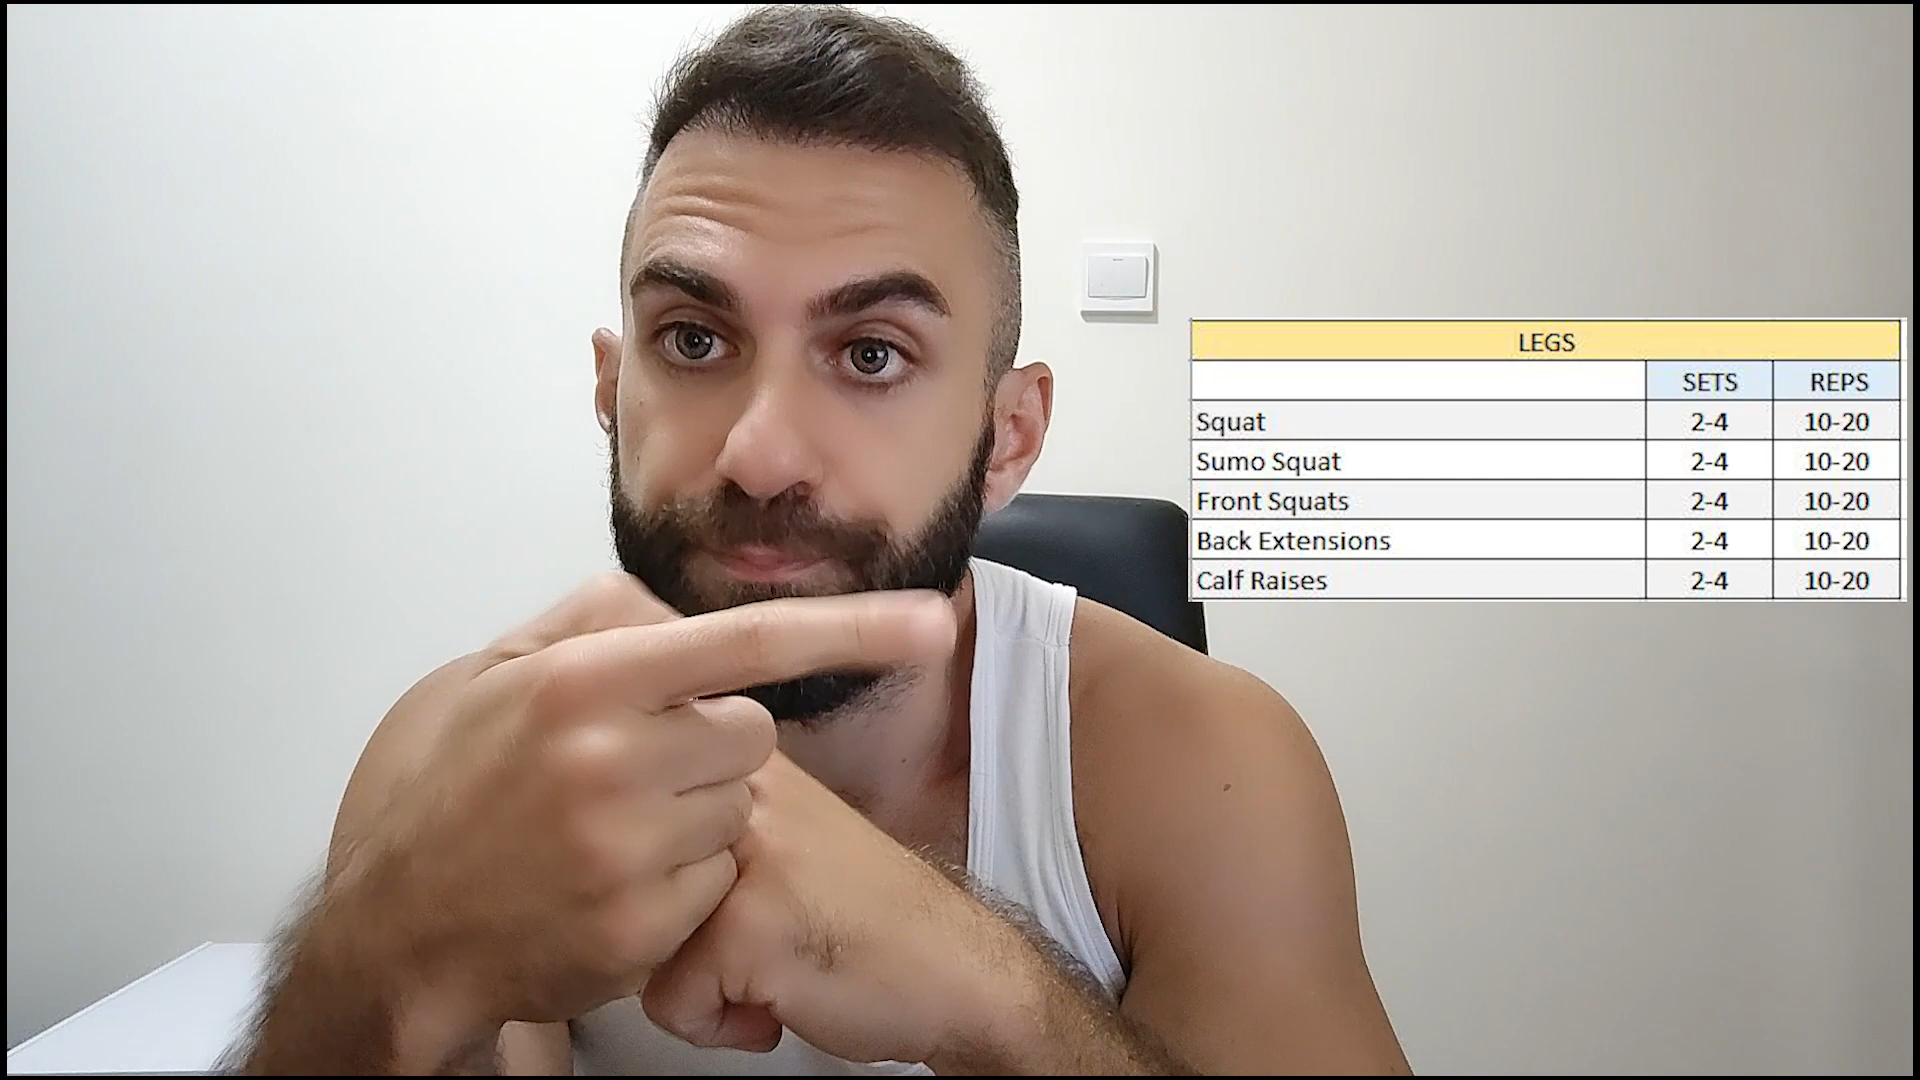 LEGS
SETS REPS
Squat 2-4 10-20
Sumo Squat 2-4 10-20
Front Squats 2-4 10-20
Back Extensions 2-4 10-20
Calf Raises 2-4 10-20